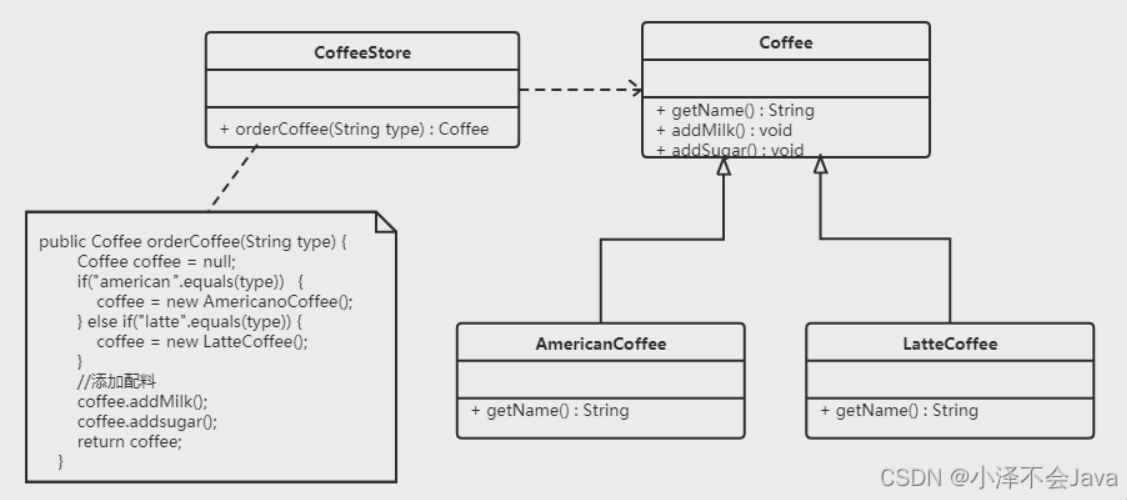 CoffeeStore
+ orderCoffee(String type) : Coffee
Coffee
+ getName() : String
+ addMilk() : void
+ addSugar() : void
public Coffee orderCoffee(String type) {
Coffee coffee = null;
if("american".equals(type)) {
coffee = new AmericanoCoffee();
} else if("latte".equals(type)) {
coffee = new LatteCoffee();
}
//添加配料
coffee.addMilk();
coffee.addsugar();
return coffee;
}
AmericanCoffee
+ getName() : String
LatteCoffee
+ getName() : String
CSDN @小泽不会Java